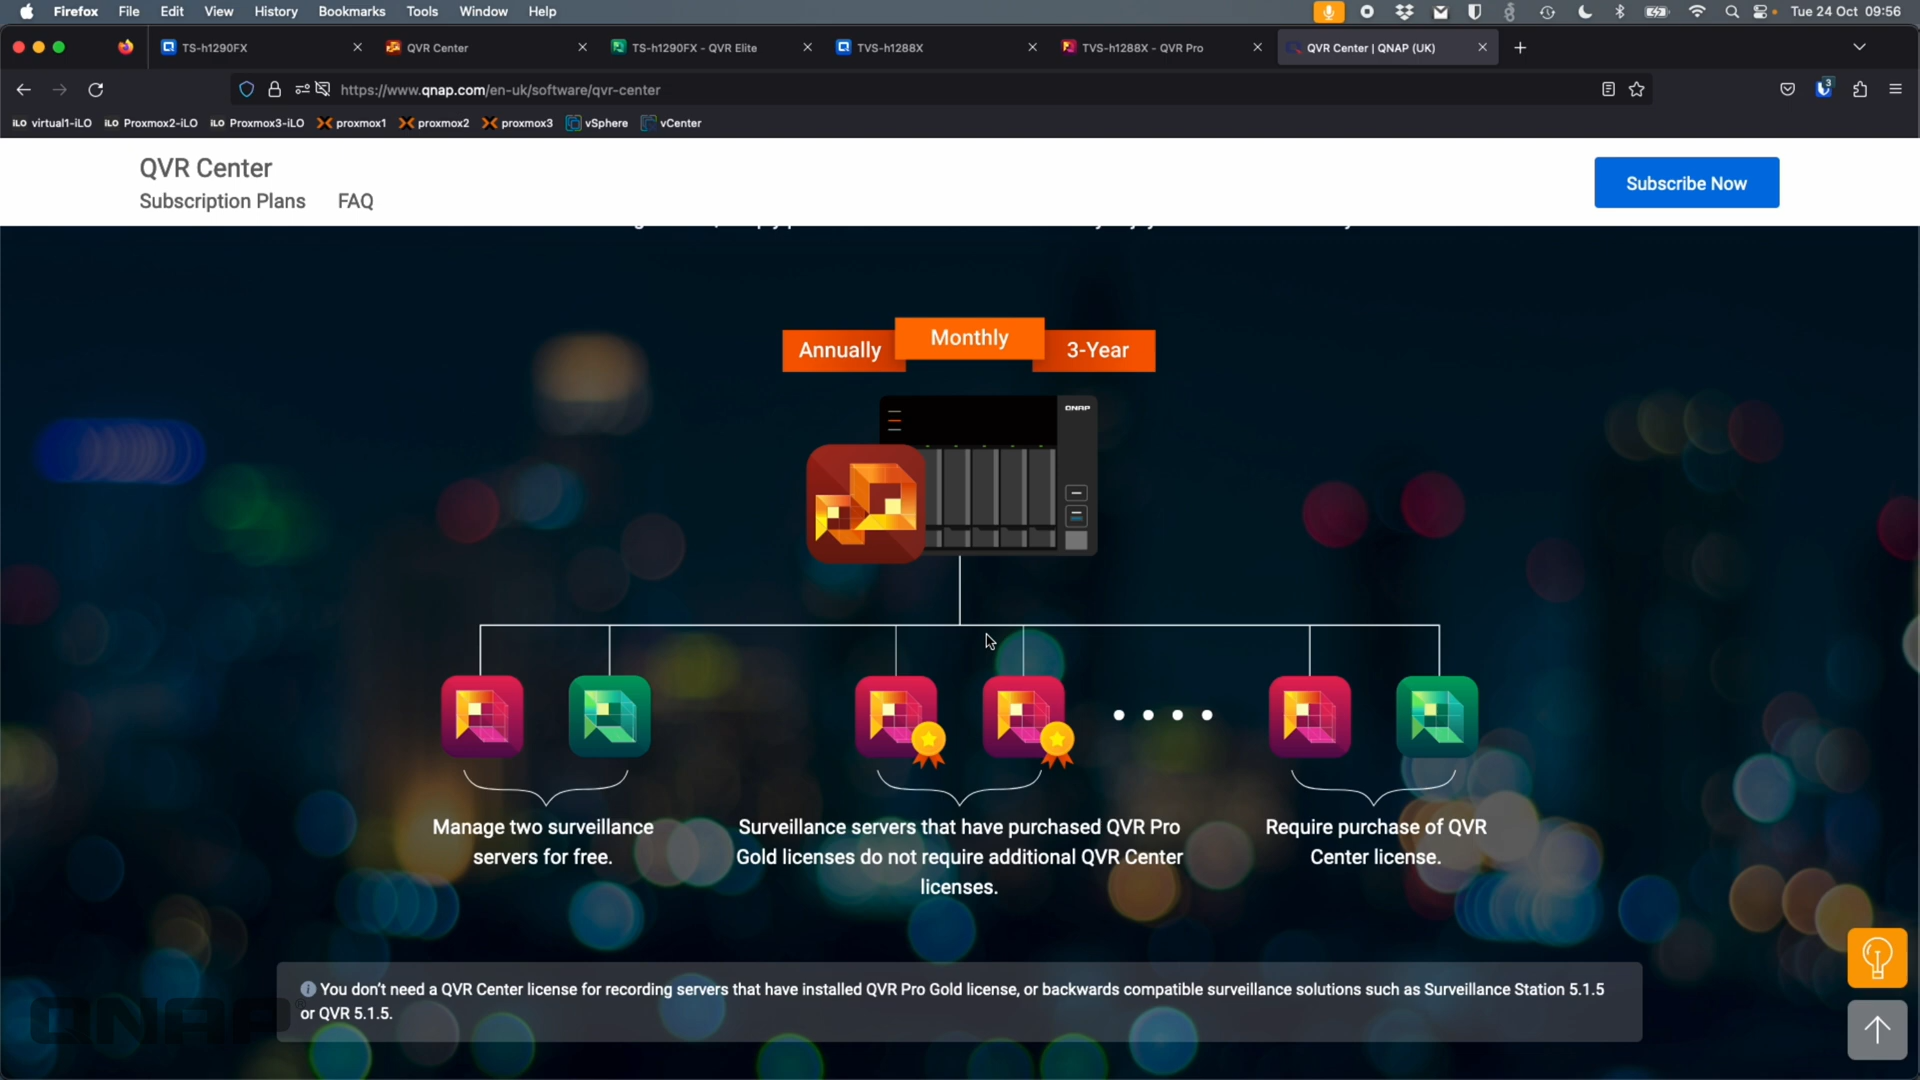 Firefox File Edit View History Bookmarks Tools Window Help Tue 24 Oct 09:56
TS-h1290FX QVR Center TS-h1290FX - QVR Elite TVS-h1288X TVS-h1288X - QVR Pro QVR Center | QNAP (UK)
https://www.qnap.com/en-uk/software/qvr-center 3
iLO virtual1-iLO iLO Proxmox2-iLO iLO Proxmox3-iLO proxmox1 proxmox2 proxmox3 vSphere vCenter
QVR Center
Subscription Plans FAQ
Subscribe Now
Annually Monthly 3-Year
QNAP
Manage two surveillance
servers for free.
Surveillance servers that have purchased QVR Pro
Gold licenses do not require additional QVR Center
licenses.
Require purchase of QVR
Center license.
You don't need a QVR Center license for recording servers that have installed QVR Pro Gold license, or backwards compatible surveillance solutions such as Surveillance Station 5.1.5
or QVR 5.1.5.
QNAP